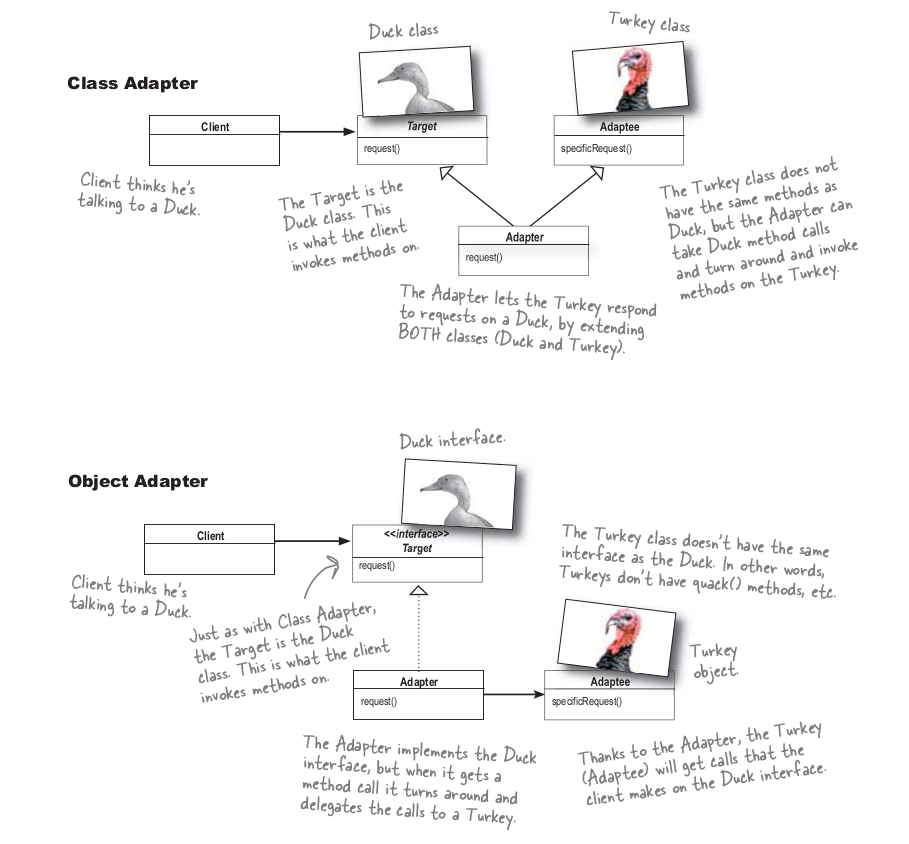 Duck class
Turkey class
Class Adapter
Client
Target
request()
Adaptee
specificRequest()
Client thinks he's
talking to a Duck.
The Target is the
Duck class. This
is what the client
invokes methods on.
Adapter
request()
The Turkey class does not
have the same methods as
Duck, but the Adapter can
take Duck method calls
and turn around and invoke
methods on the Turkey.
The Adapter lets the Turkey respond
to requests on a Duck, by extending
BOTH classes (Duck and Turkey).
Duck interface.
Object Adapter
Client
<<interface>>
Target
request()
The Turkey class doesn't have the same
interface as the Duck. In other words,
Turkeys don't have quack() methods, etc.
Client thinks he's
talking to a Duck.
Just as with Class Adapter,
the Target is the Duck
class. This is what the client
invokes methods on.
Turkey
object.
Adapter
request()
Adaptee
specificRequest()
The Adapter implements the Duck
interface, but when it gets a
method call it turns around and
delegates the calls to a Turkey.
Thanks to the Adapter, the Turkey
(Adaptee) will get calls that the
client makes on the Duck interface.